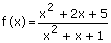 f(x) = (x² + 2x + 5)/(x² + x + 1)